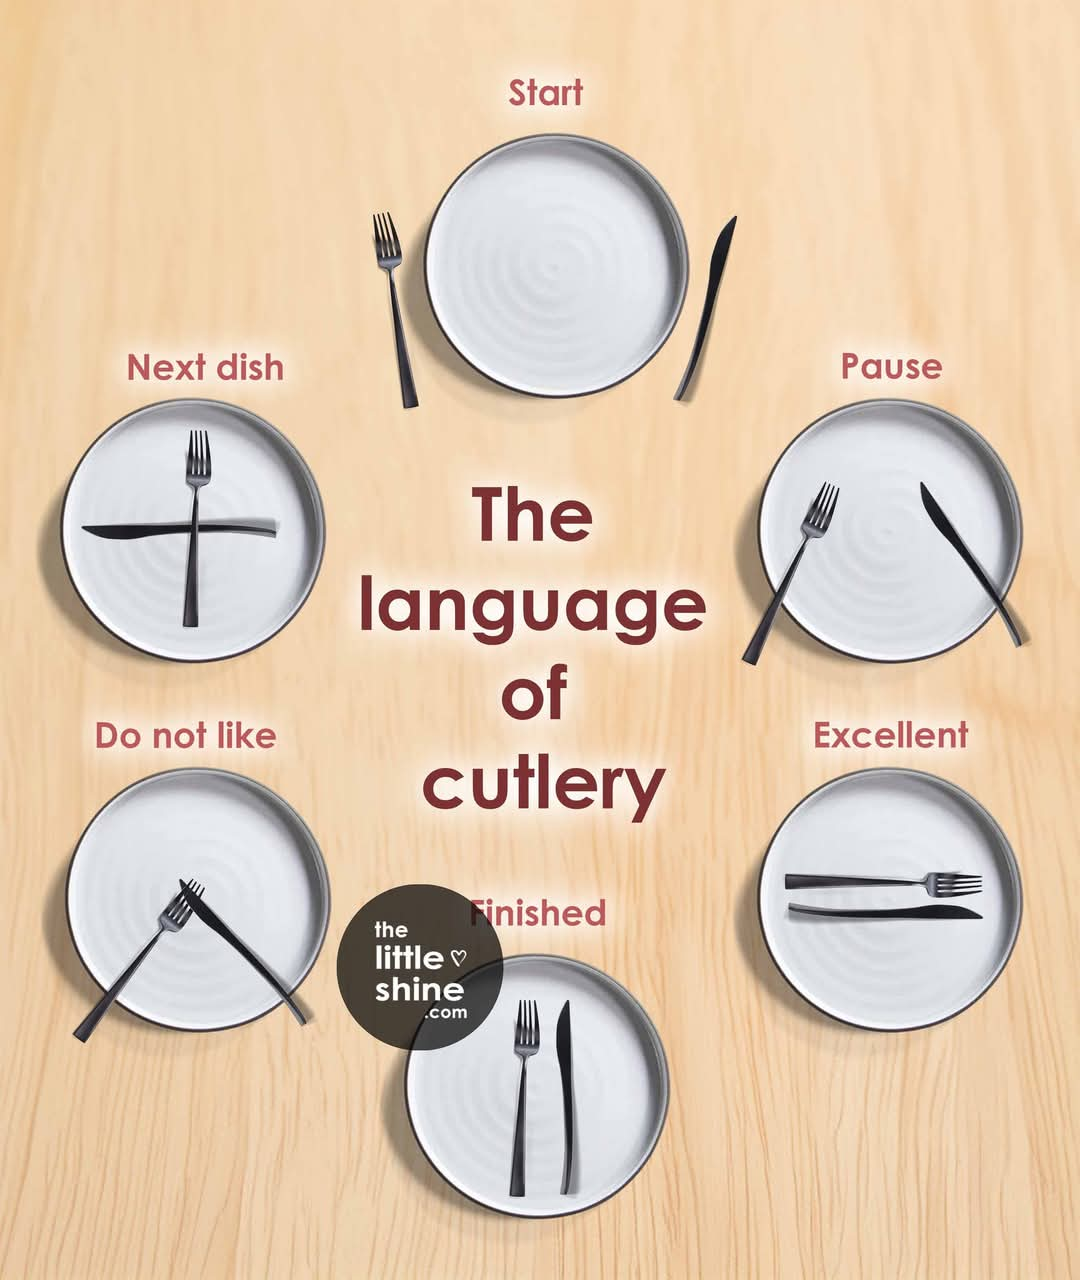 Start
Next dish
Pause
The
language
of
cutlery
Do not like
Excellent
Finished
the
little
shine
.com